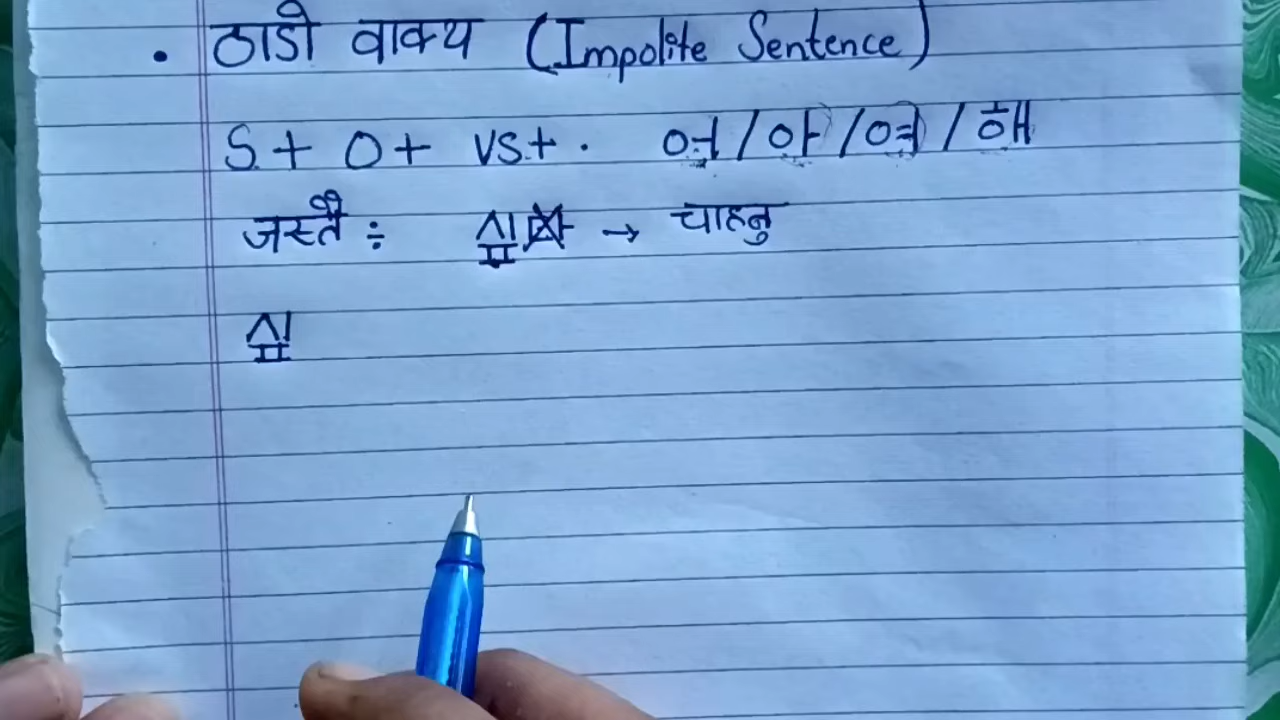 • ठाडो वाक्य (Impolite Sentence)
S + O + VS + . 어/아/여/해
जस्तै ÷ 싶다 → चाहनु
싶